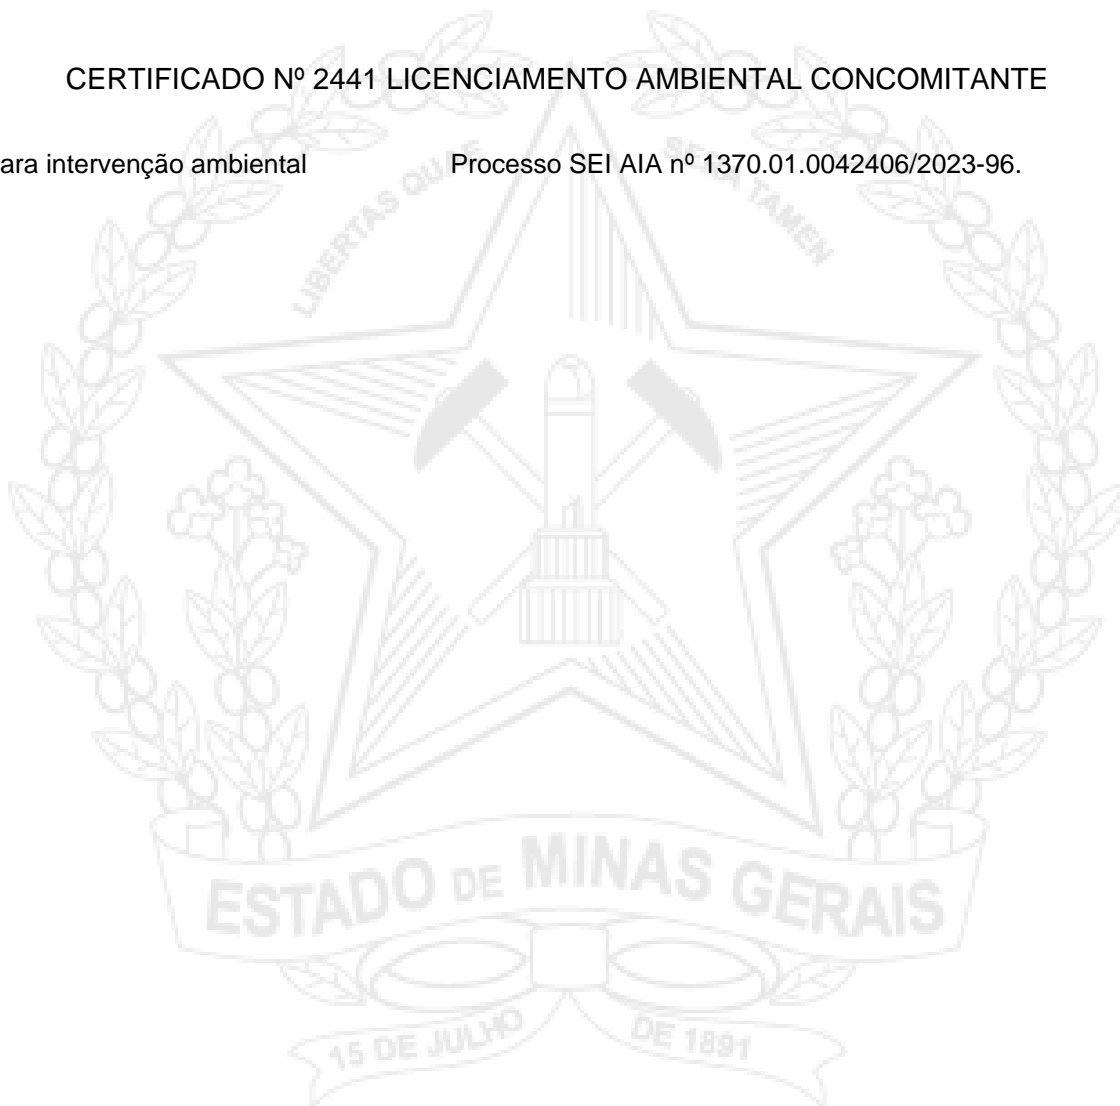 CERTIFICADO Nº 2441 LICENCIAMENTO AMBIENTAL CONCOMITANTE
ara intervenção ambiental Processo SEI AIA nº 1370.01.0042406/2023-96.
LIBERTAS QUÆ SERA TAMEN
ESTADO DE MINAS GERAIS
15 DE JULHO DE 1891